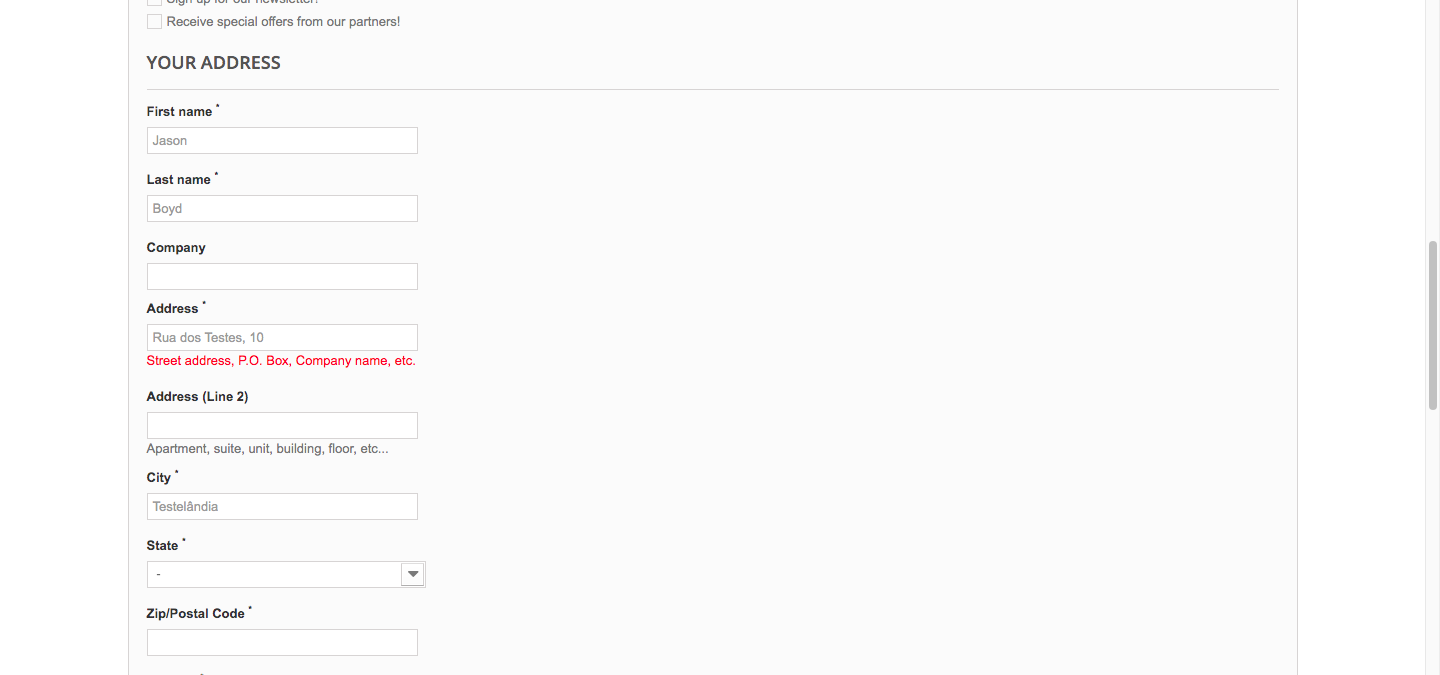 Sign up for our newsletter!
Receive special offers from our partners!
YOUR ADDRESS
First name *
Jason
Last name *
Boyd
Company
Address *
Rua dos Testes, 10
Street address, P.O. Box, Company name, etc.
Address (Line 2)
Apartment, suite, unit, building, floor, etc...
City *
Testelândia
State *
-
Zip/Postal Code *